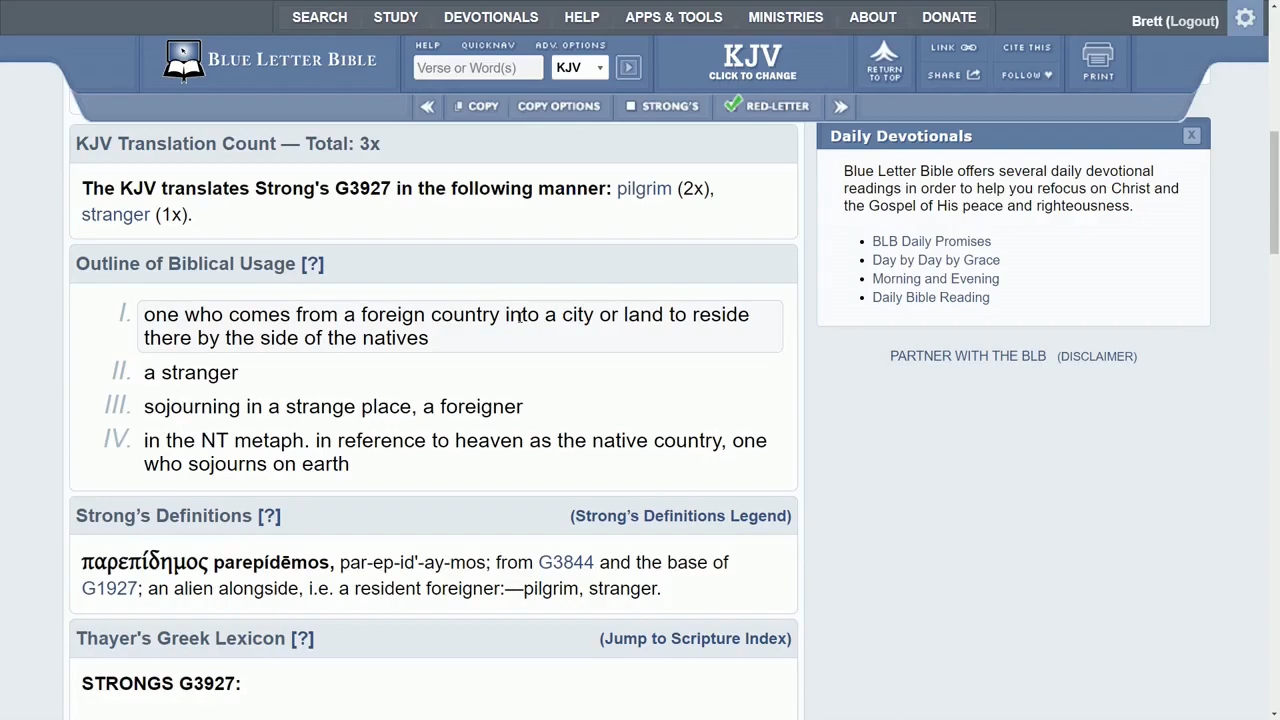 SEARCH STUDY DEVOTIONALS HELP APPS & TOOLS MINISTRIES ABOUT DONATE Brett (Logout)
BLUE LETTER BIBLE
HELP QUICKNAV ADV. OPTIONS
Verse or Word(s) KJV
KJV
CLICK TO CHANGE
RETURN
TO TOP
LINK CITE THIS
SHARE FOLLOW
PRINT
COPY COPY OPTIONS STRONG'S RED-LETTER
KJV Translation Count — Total: 3x
The KJV translates Strong's G3927 in the following manner: pilgrim (2x),
stranger (1x).
Outline of Biblical Usage [?]
I. one who comes from a foreign country into a city or land to reside
there by the side of the natives
II. a stranger
III. sojourning in a strange place, a foreigner
IV. in the NT metaph. in reference to heaven as the native country, one
who sojourns on earth
Strong’s Definitions [?] (Strong’s Definitions Legend)
παρεπίδημος parepídēmos, par-ep-id'-ay-mos; from G3844 and the base of
G1927; an alien alongside, i.e. a resident foreigner:—pilgrim, stranger.
Thayer's Greek Lexicon [?] (Jump to Scripture Index)
STRONGS G3927:
Daily Devotionals X
Blue Letter Bible offers several daily devotional
readings in order to help you refocus on Christ and
the Gospel of His peace and righteousness.
• BLB Daily Promises
• Day by Day by Grace
• Morning and Evening
• Daily Bible Reading
PARTNER WITH THE BLB (DISCLAIMER)